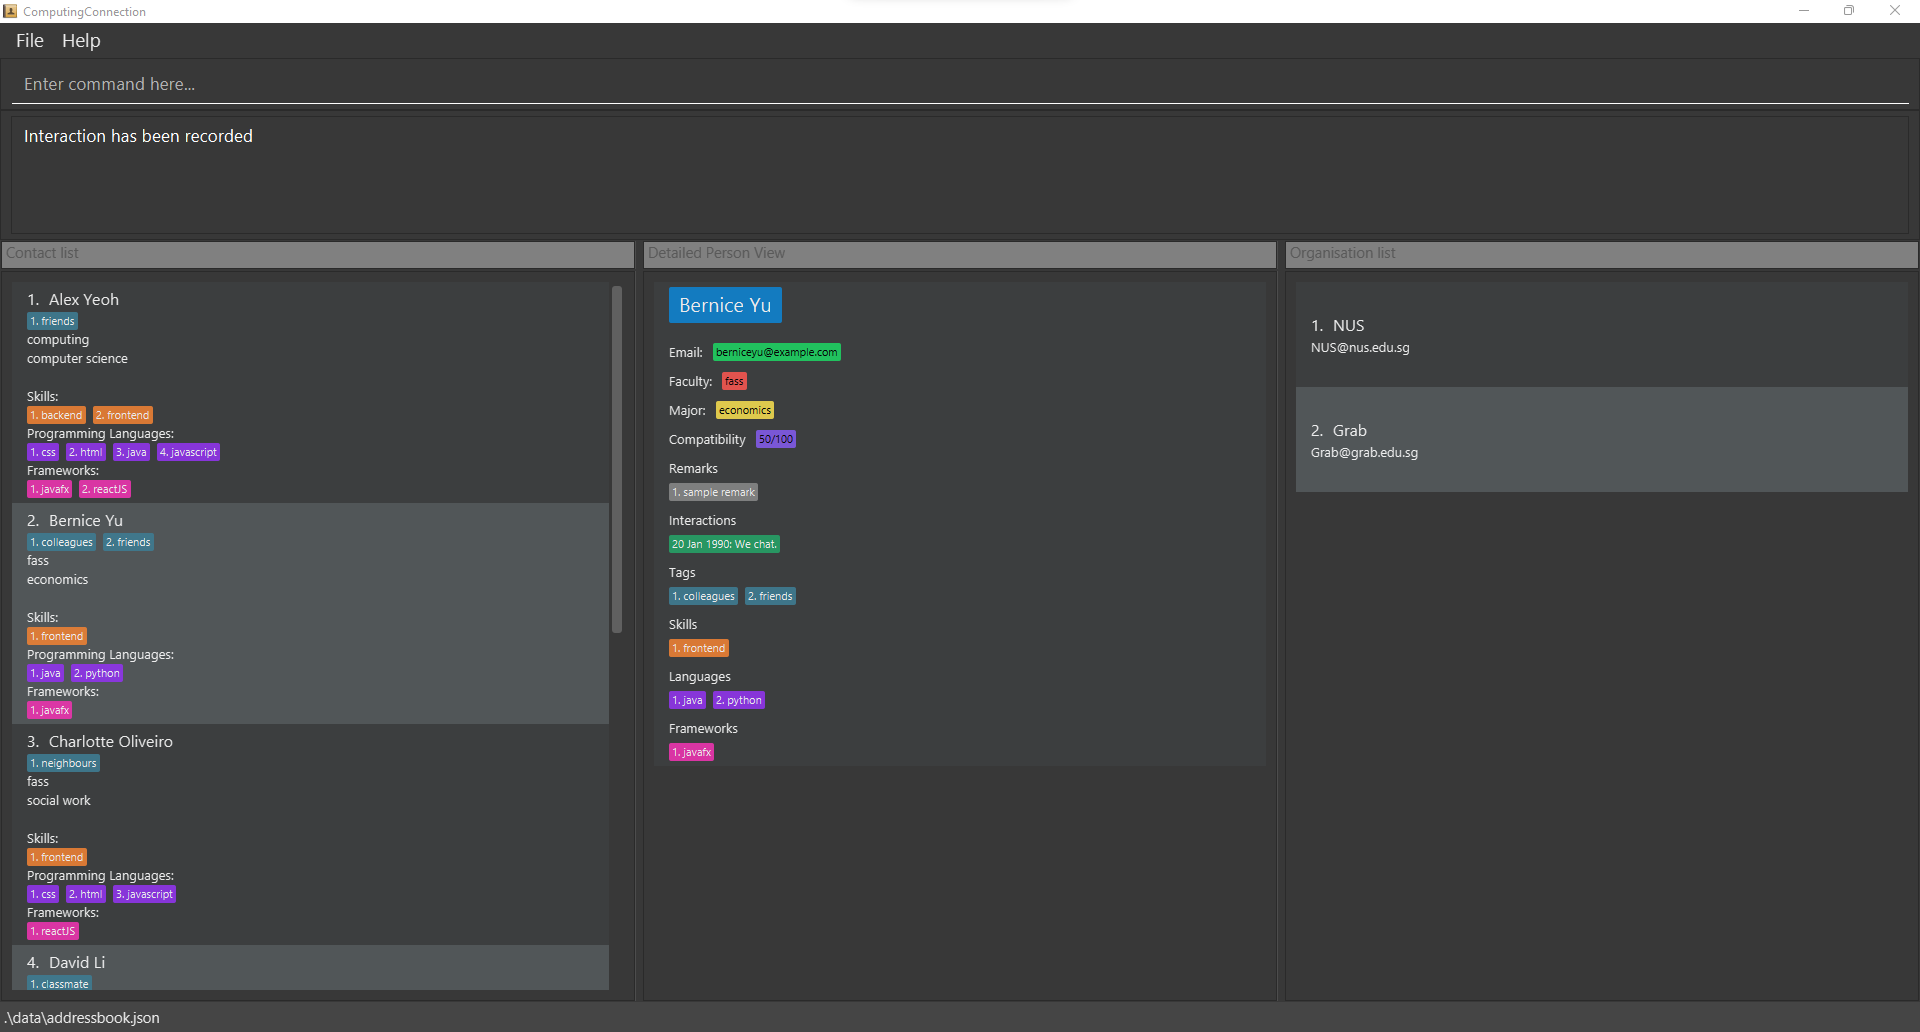 ComputingConnection
File Help
Enter command here...
Interaction has been recorded
Contact list
1. Alex Yeoh
1. friends
computing
computer science
Skills:
1. backend 2. frontend
Programming Languages:
1. css 2. html 3. java 4. javascript
Frameworks:
1. javafx 2. reactJS
2. Bernice Yu
1. colleagues 2. friends
fass
economics
Skills:
1. frontend
Programming Languages:
1. java 2. python
Frameworks:
1. javafx
3. Charlotte Oliveiro
1. neighbours
fass
social work
Skills:
1. frontend
Programming Languages:
1. css 2. html 3. javascript
Frameworks:
1. reactJS
4. David Li
1. classmate
Detailed Person View
Bernice Yu
Email: berniceyu@example.com
Faculty: fass
Major: economics
Compatibility 50/100
Remarks
1. sample remark
Interactions
20 Jan 1990: We chat.
Tags
1. colleagues 2. friends
Skills
1. frontend
Languages
1. java 2. python
Frameworks
1. javafx
Organisation list
1. NUS
NUS@nus.edu.sg
2. Grab
Grab@grab.edu.sg
.\data\addressbook.json